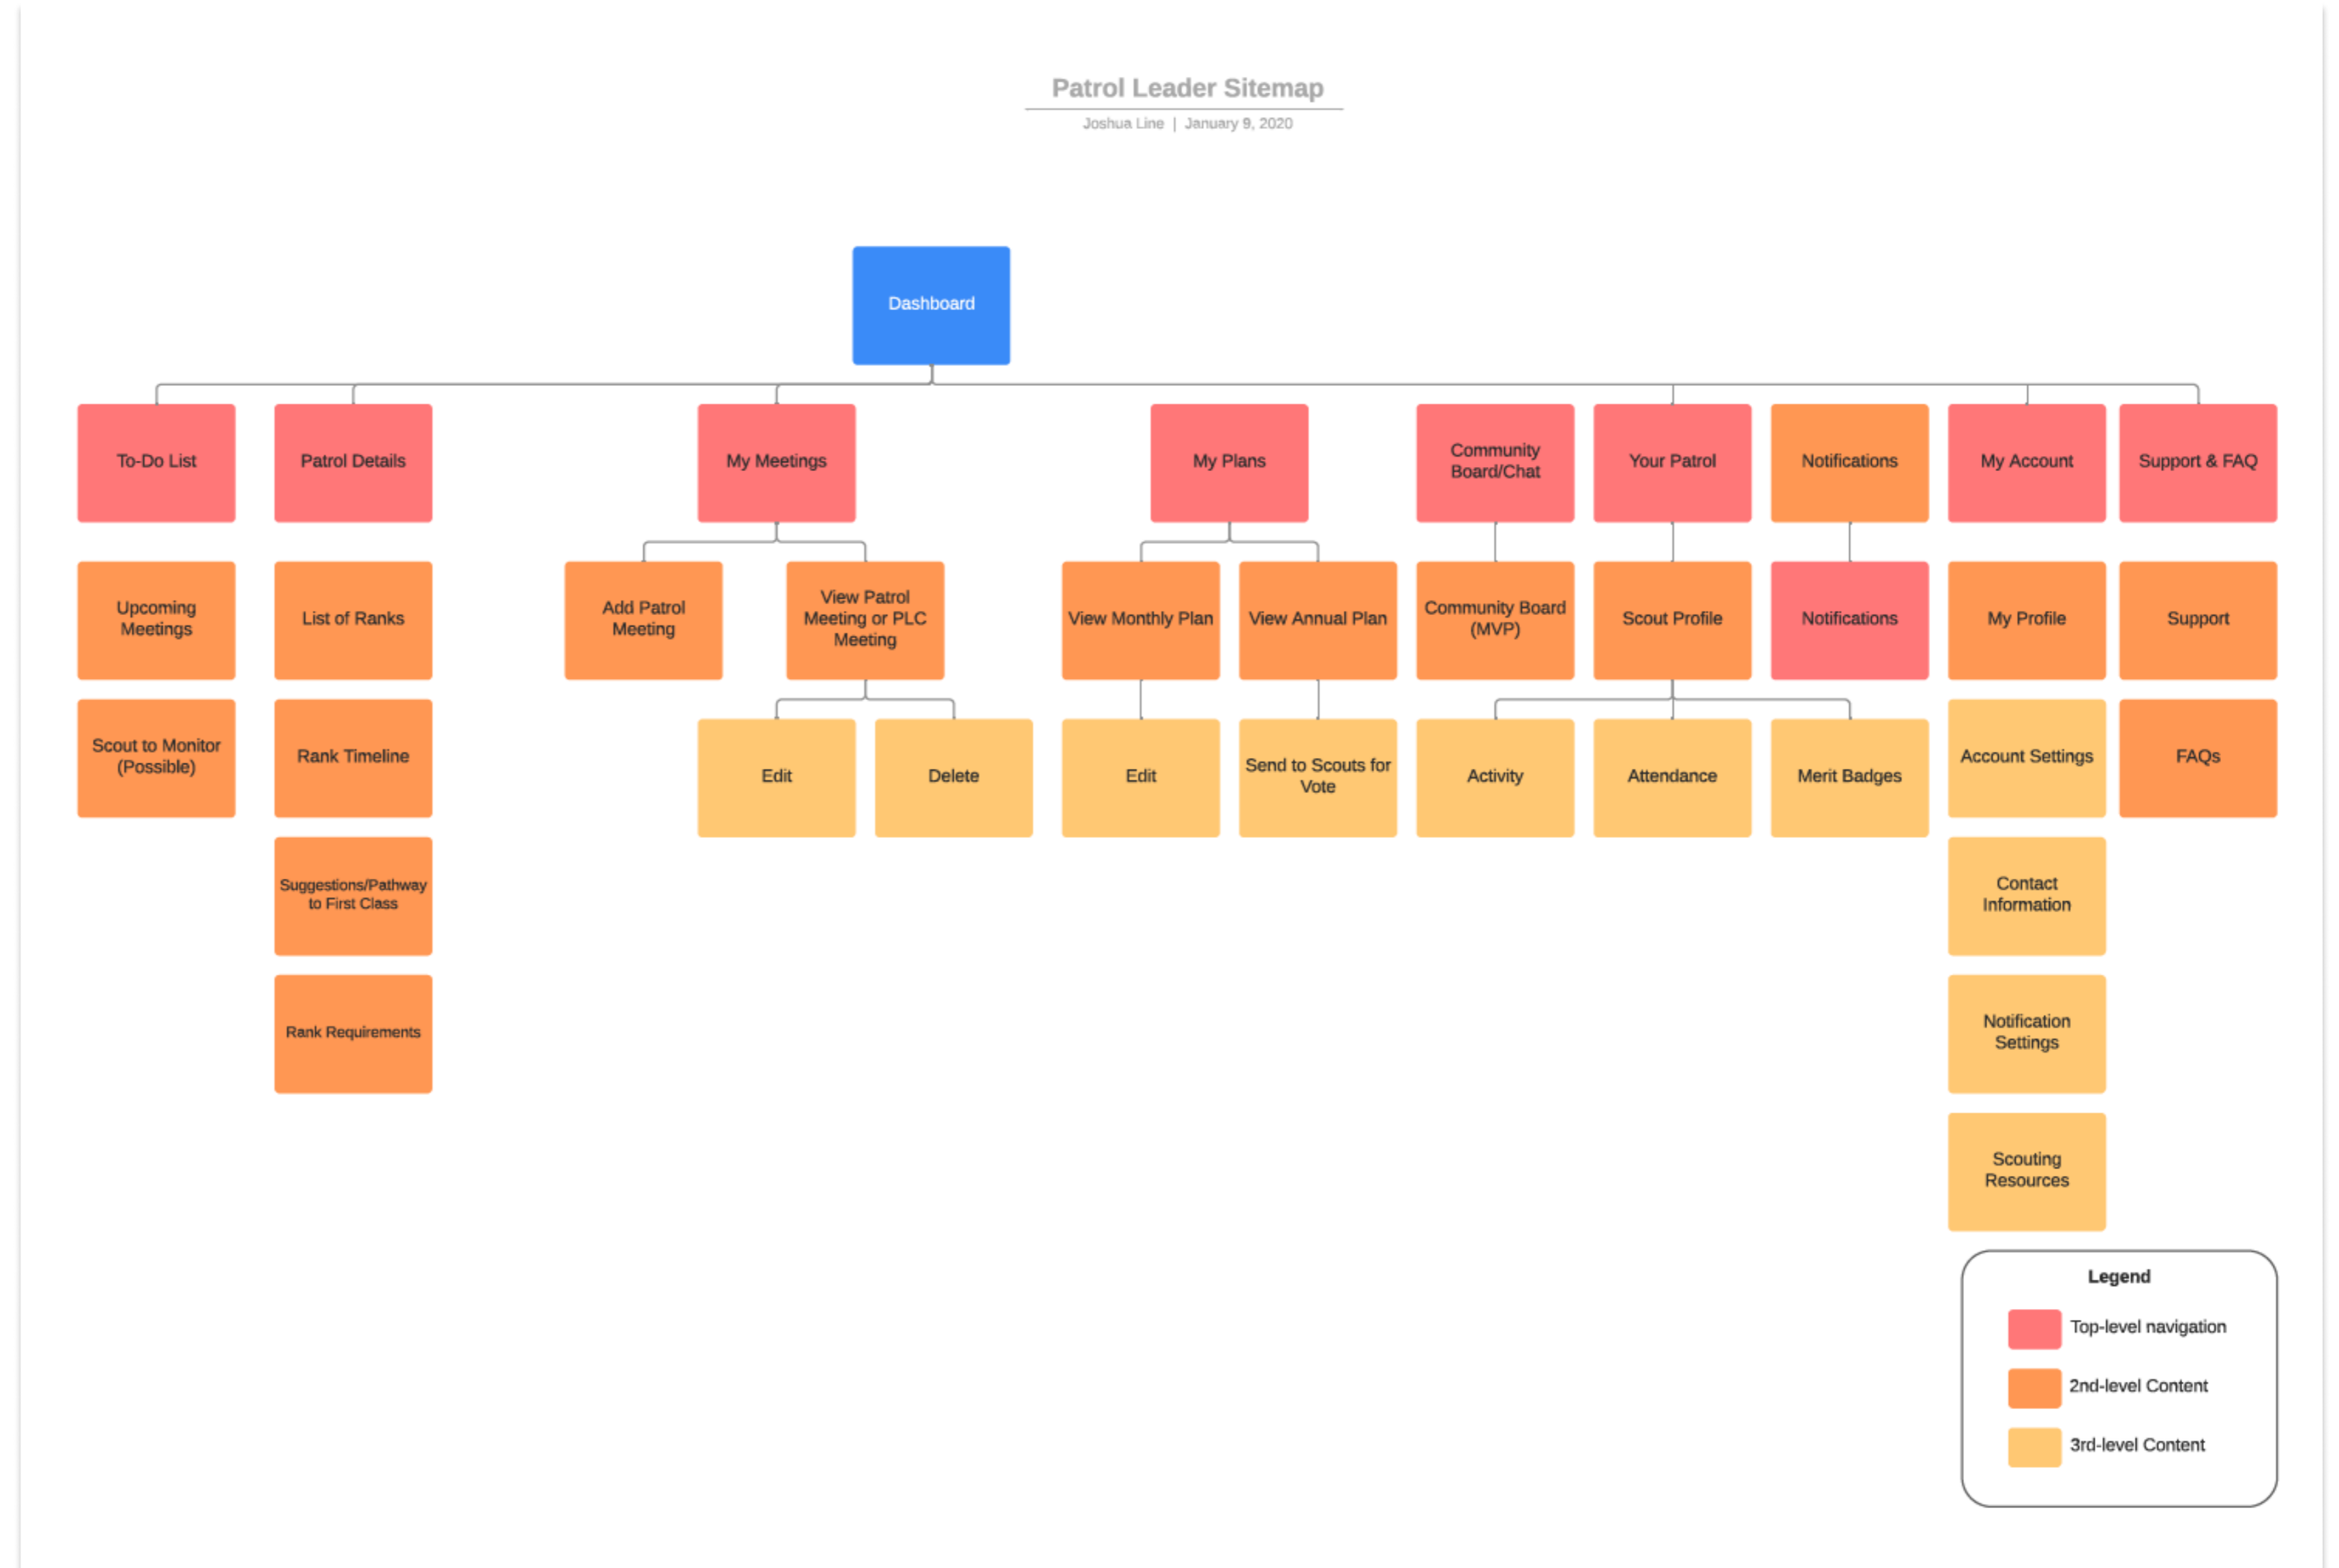 Patrol Leader Sitemap
Joshua Line | January 9, 2020
Dashboard
To-Do List
Patrol Details
My Meetings
My Plans
Community
Board/Chat
Your Patrol
Notifications
My Account
Support & FAQ
Upcoming
Meetings
List of Ranks
Add Patrol
Meeting
View Patrol
Meeting or PLC
Meeting
View Monthly Plan
View Annual Plan
Community Board
(MVP)
Scout Profile
Notifications
My Profile
Support
Scout to Monitor
(Possible)
Rank Timeline
Edit
Delete
Edit
Send to Scouts for
Vote
Activity
Attendance
Merit Badges
Account Settings
FAQs
Suggestions/Pathway
to First Class
Contact
Information
Rank Requirements
Notification
Settings
Scouting
Resources
Legend
Top-level navigation
2nd-level Content
3rd-level Content